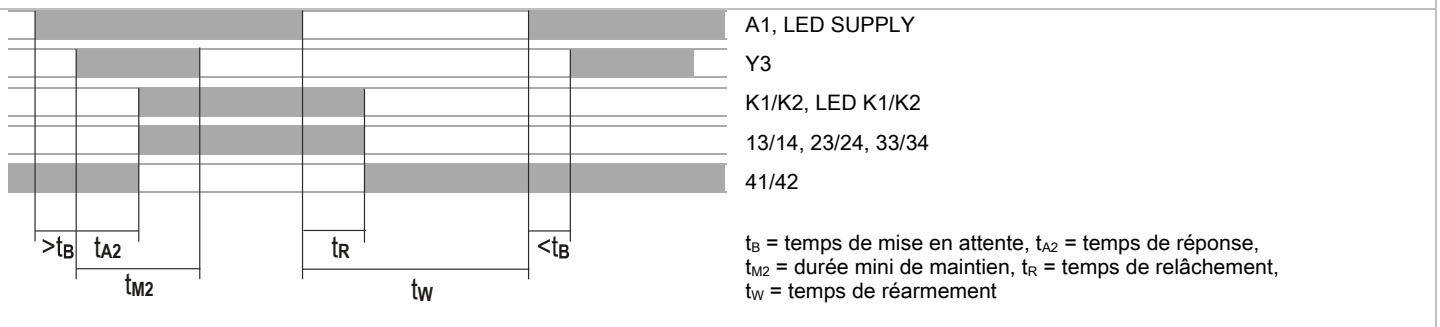 A1, LED SUPPLY
Y3
K1/K2, LED K1/K2
13/14, 23/24, 33/34
41/42
>tB tA2 tR <tB
tM2 tW
tB = temps de mise en attente, tA2 = temps de réponse,
tM2 = durée mini de maintien, tR = temps de relâchement,
tW = temps de réarmement